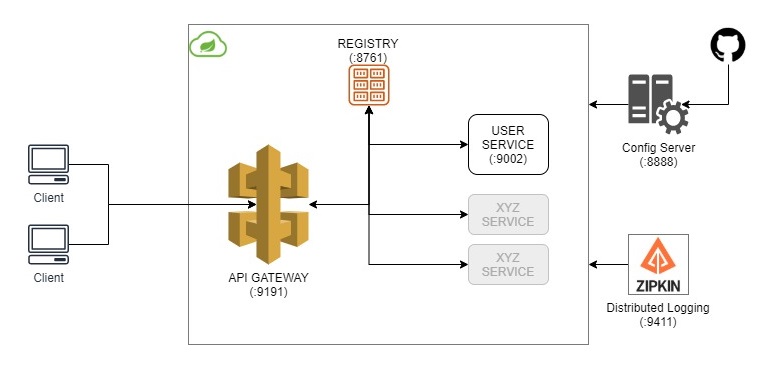 REGISTRY
(:8761)
USER
SERVICE
(:9002)
Config Server
(:8888)
Client
XYZ
SERVICE
Client
API GATEWAY
(:9191)
XYZ
SERVICE
ZIPKIN
Distributed Logging
(:9411)